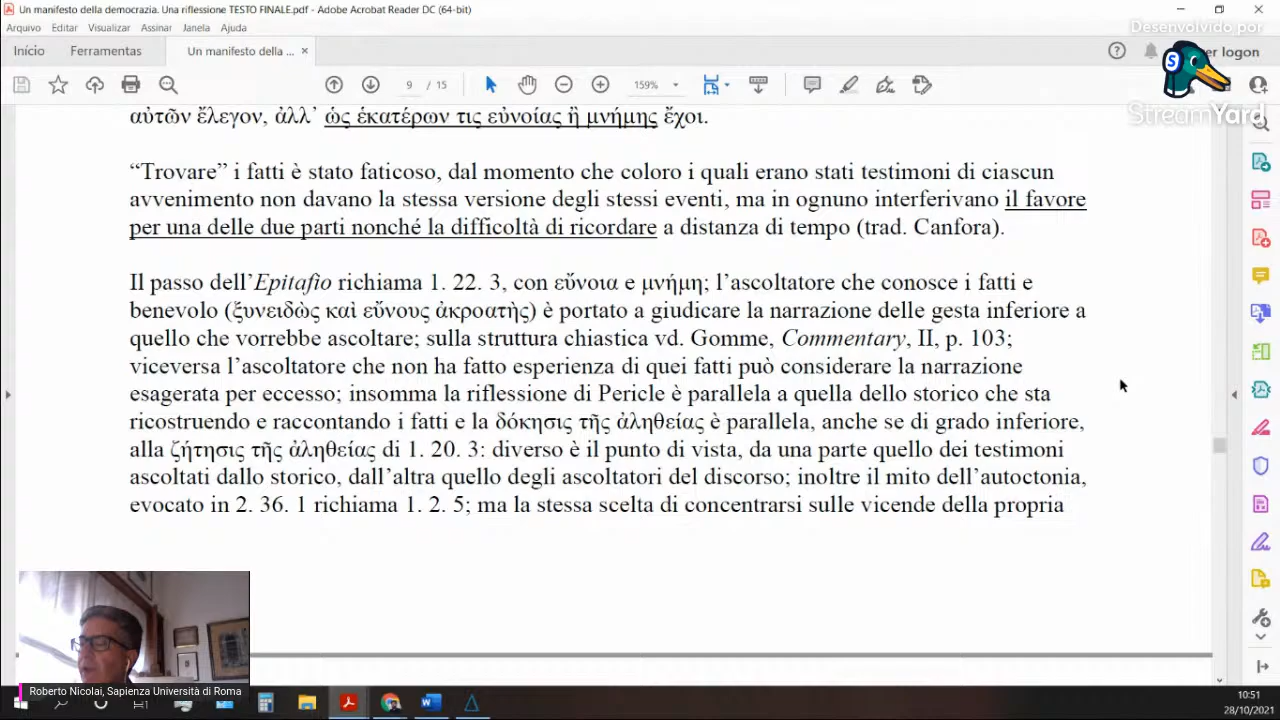 Un manifesto della democrazia. Una riflessione TESTO FINALE.pdf - Adobe Acrobat Reader DC (64-bit)
Desenvolvido por
Arquivo Editar Visualizar Assinar Janela Ajuda
Início Ferramentas Un manifesto della ... × logon
StreamYard
9 / 15 159%
αὐτῶν ἔλεγον, ἀλλ’ ὡς ἑκατέρων τις εὐνοίας ἢ μνήμης ἔχοι.
“Trovare” i fatti è stato faticoso, dal momento che coloro i quali erano stati testimoni di ciascun
avvenimento non davano la stessa versione degli stessi eventi, ma in ognuno interferivano il favore
per una delle due parti nonché la difficoltà di ricordare a distanza di tempo (trad. Canfora).
Il passo dell’Epitafio richiama 1. 22. 3, con εὔνοια e μνήμη; l’ascoltatore che conosce i fatti e
benevolo (ξυνειδὼς καὶ εὔνους ἀκροατὴς) è portato a giudicare la narrazione delle gesta inferiore a
quello che vorrebbe ascoltare; sulla struttura chiastica vd. Gomme, Commentary, II, p. 103;
viceversa l’ascoltatore che non ha fatto esperienza di quei fatti può considerare la narrazione
esagerata per eccesso; insomma la riflessione di Pericle è parallela a quella dello storico che sta
ricostruendo e raccontando i fatti e la δόκησις τῆς ἀληθείας è parallela, anche se di grado inferiore,
alla ζήτησις τῆς ἀληθείας di 1. 20. 3: diverso è il punto di vista, da una parte quello dei testimoni
ascoltati dallo storico, dall’altra quello degli ascoltatori del discorso; inoltre il mito dell’autoctonia,
evocato in 2. 36. 1 richiama 1. 2. 5; ma la stessa scelta di concentrarsi sulle vicende della propria
Roberto Nicolai, Sapienza Università di Roma
10:51
28/10/2021